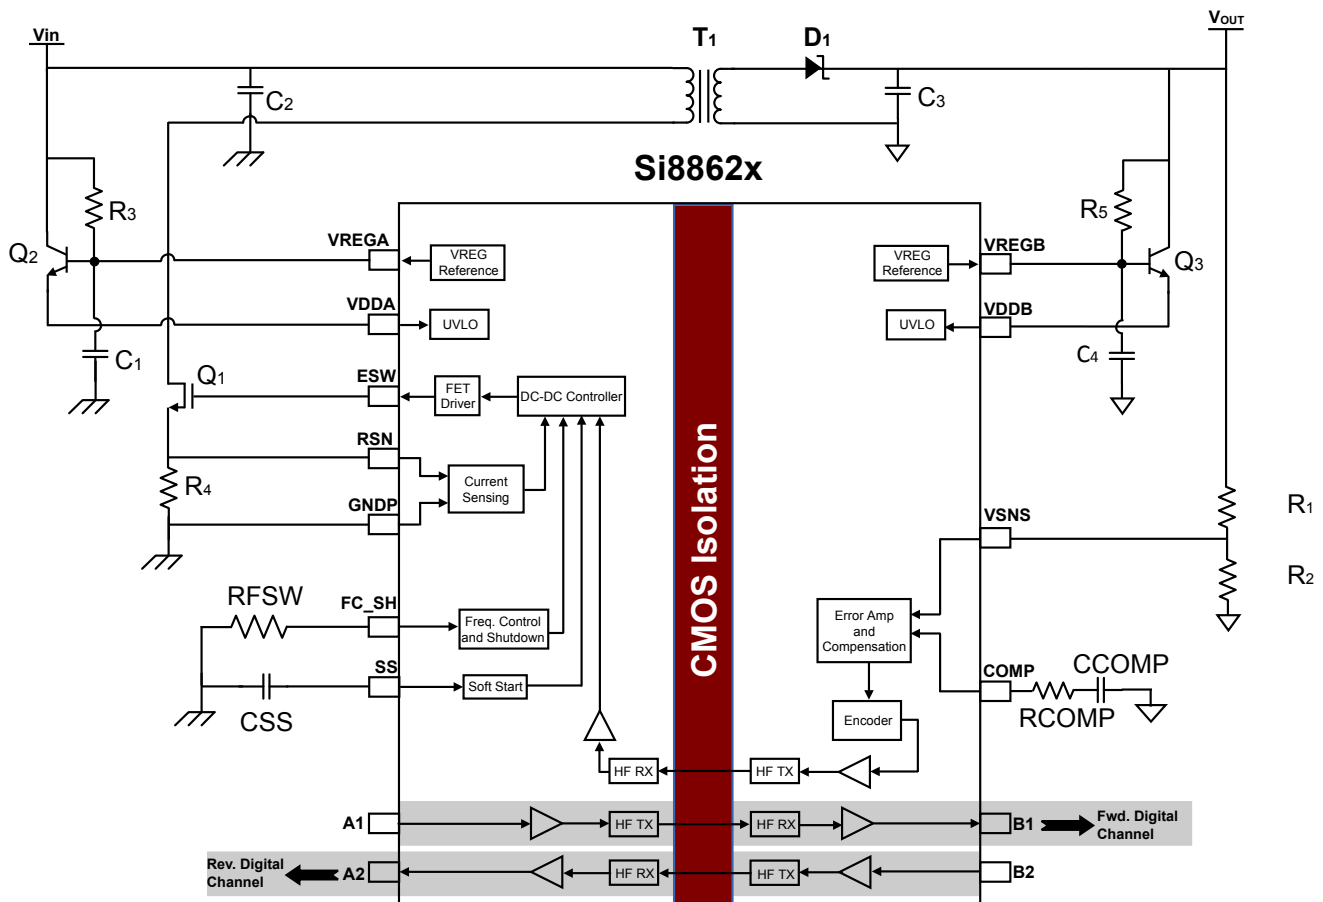 Vin
T1
D1
VOUT
C2
C3
Si8862x
R3
R5
Q2
VREGA
VREG
Reference
VREG
Reference
VREGB
Q3
VDDA
UVLO
UVLO
VDDB
C1
C4
Q1
ESW
FET
Driver
DC-DC Controller
RSN
R4
Current
Sensing
GNDP
CMOS Isolation
VSNS
R1
R2
RFSW
FC_SH
Freq. Control
and Shutdown
Error Amp
and
Compensation
SS
Soft Start
CSS
COMP
CCOMP
RCOMP
Encoder
HF RX
HF TX
A1
HF TX
HF RX
B1
Fwd. Digital
Channel
Rev. Digital
Channel
A2
HF RX
HF TX
B2